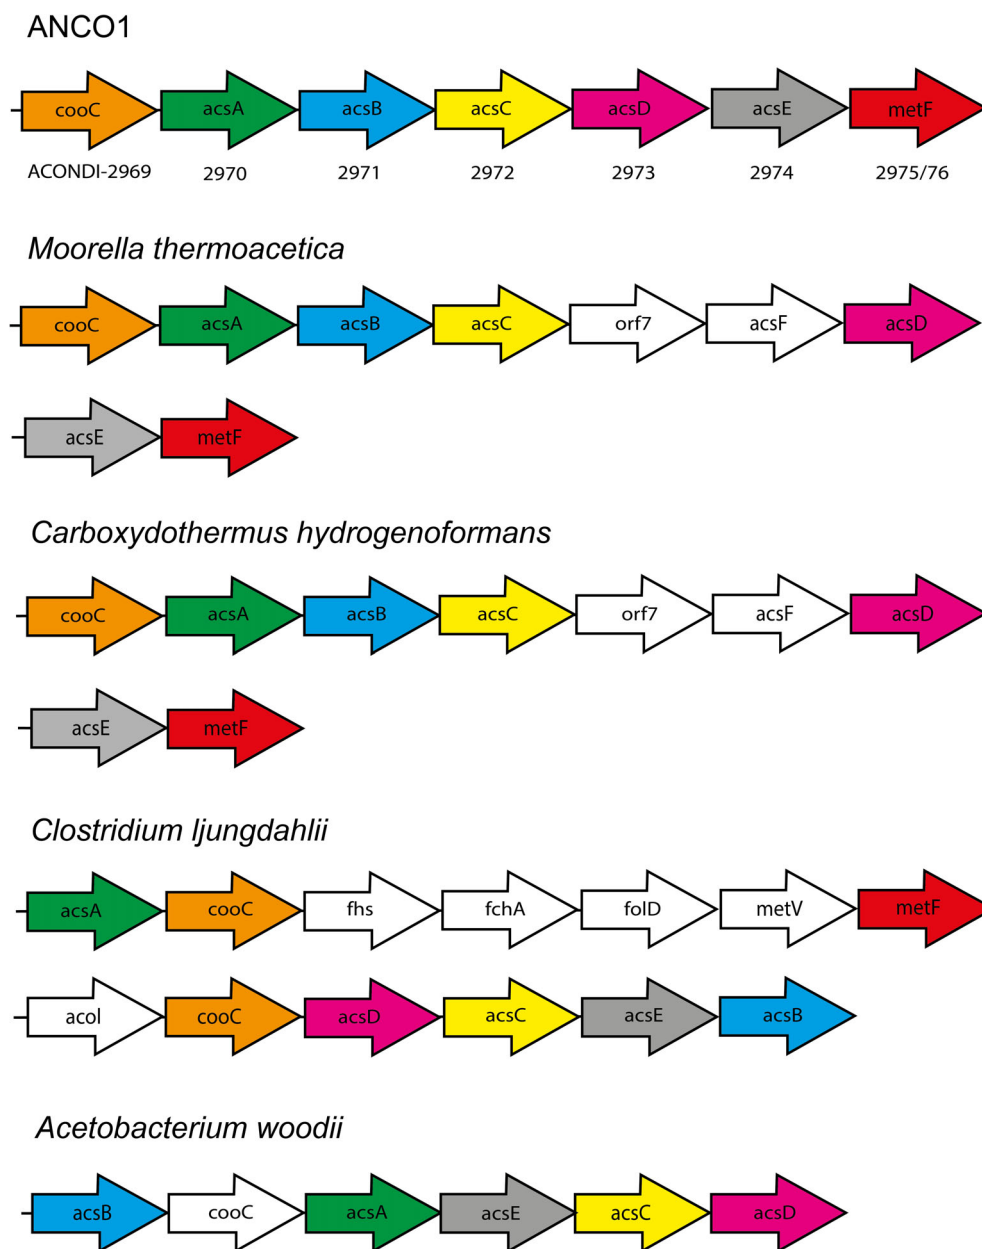 ANCO1
cooC acsA acsB acsC acsD acsE metF
ACONDI-2969 2970 2971 2972 2973 2974 2975/76
Moorella thermoacetica
cooC acsA acsB acsC orf7 acsF acsD
acsE metF
Carboxydothermus hydrogenoformans
cooC acsA acsB acsC orf7 acsF acsD
acsE metF
Clostridium ljungdahlii
acsA cooC fhs fchA folD metV metF
acol cooC acsD acsC acsE acsB
Acetobacterium woodii
acsB cooC acsA acsE acsC acsD